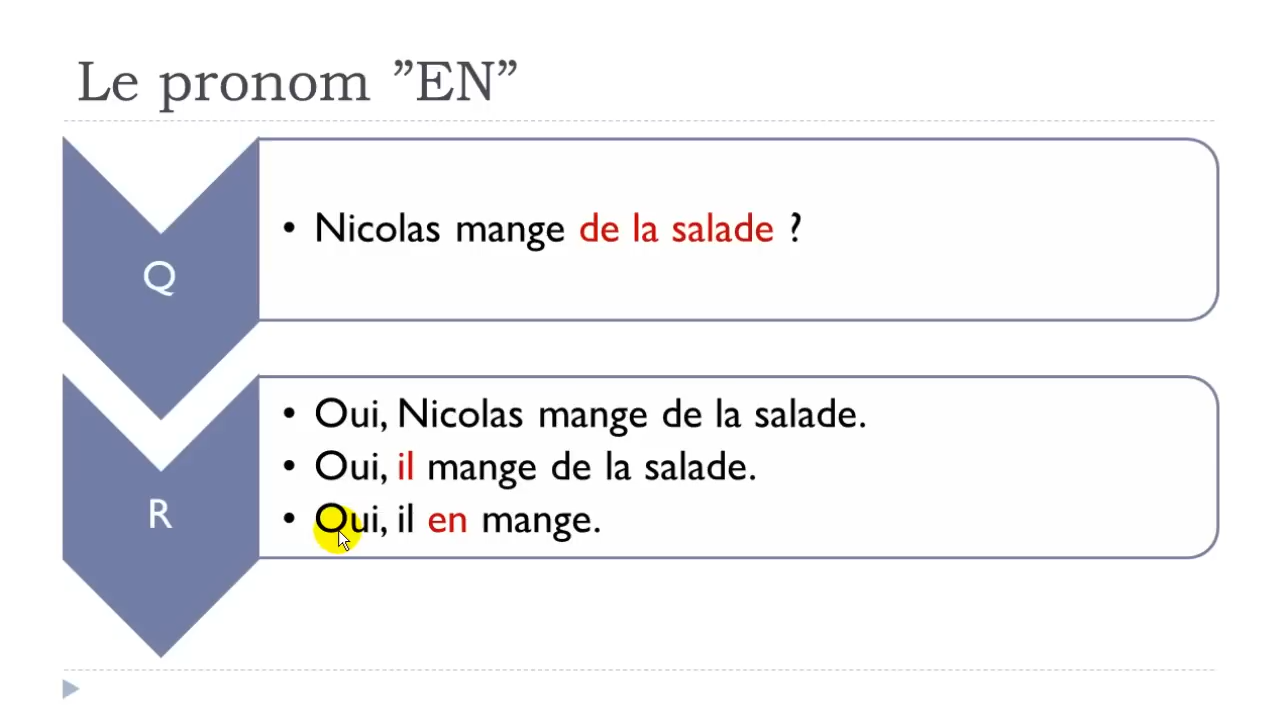 Le pronom ”EN”
Q
• Nicolas mange de la salade ?
R
• Oui, Nicolas mange de la salade.
• Oui, il mange de la salade.
• Oui, il en mange.